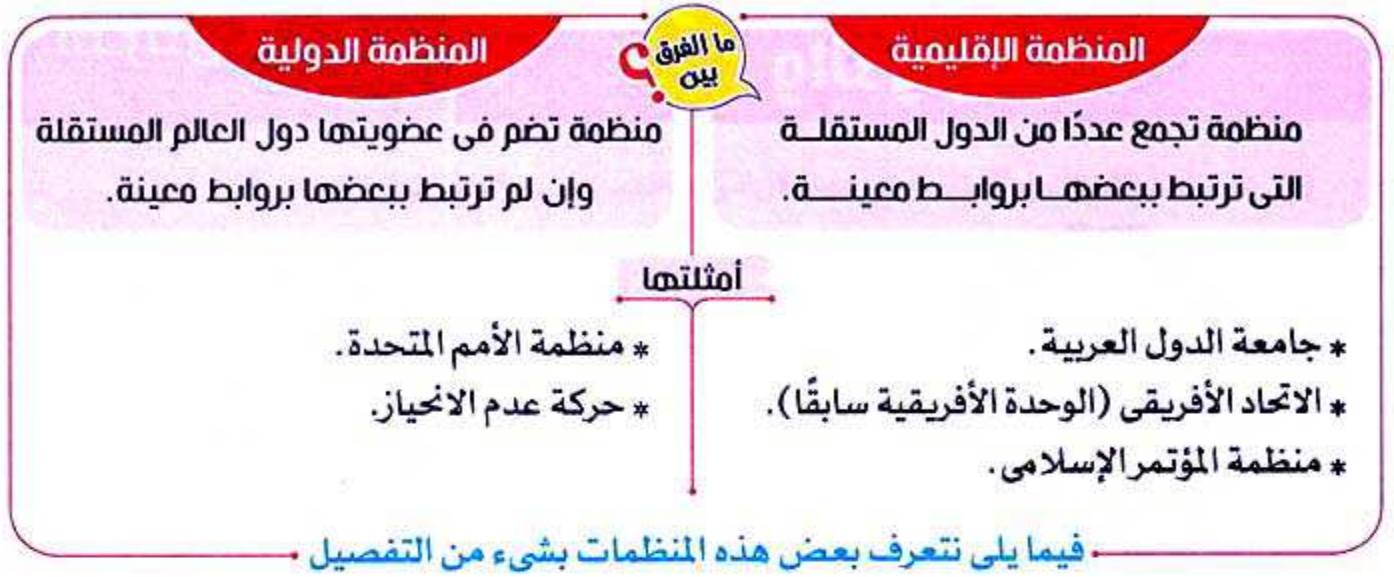 ما الفرق
بين
؟
المنظمة الإقليمية
منظمة تجمع عددًا من الدول المستقلة
التى ترتبط ببعضها بروابط معينة.
المنظمة الدولية
منظمة تضم فى عضويتها دول العالم المستقلة
وإن لم ترتبط ببعضها بروابط معينة.
أمثلتها
* جامعة الدول العربية.
* الاتحاد الأفريقى (الوحدة الأفريقية سابقًا).
* منظمة المؤتمر الإسلامى.
* منظمة الأمم المتحدة.
* حركة عدم الانحياز.
فيما يلى نتعرف بعض هذه المنظمات بشىء من التفصيل